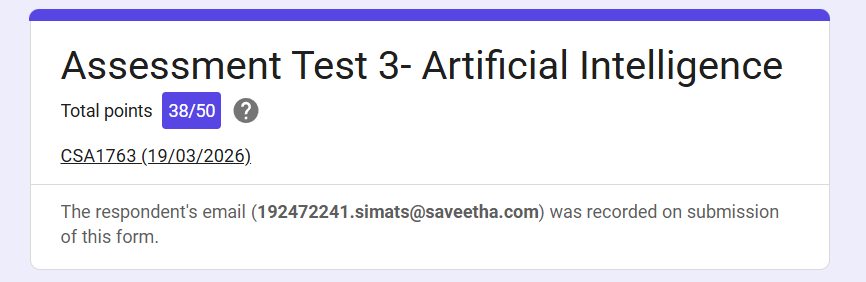 Assessment Test 3- Artificial Intelligence
Total points 38/50 ?
CSA1763 (19/03/2026)
The respondent's email (192472241.simats@saveetha.com) was recorded on submission
of this form.